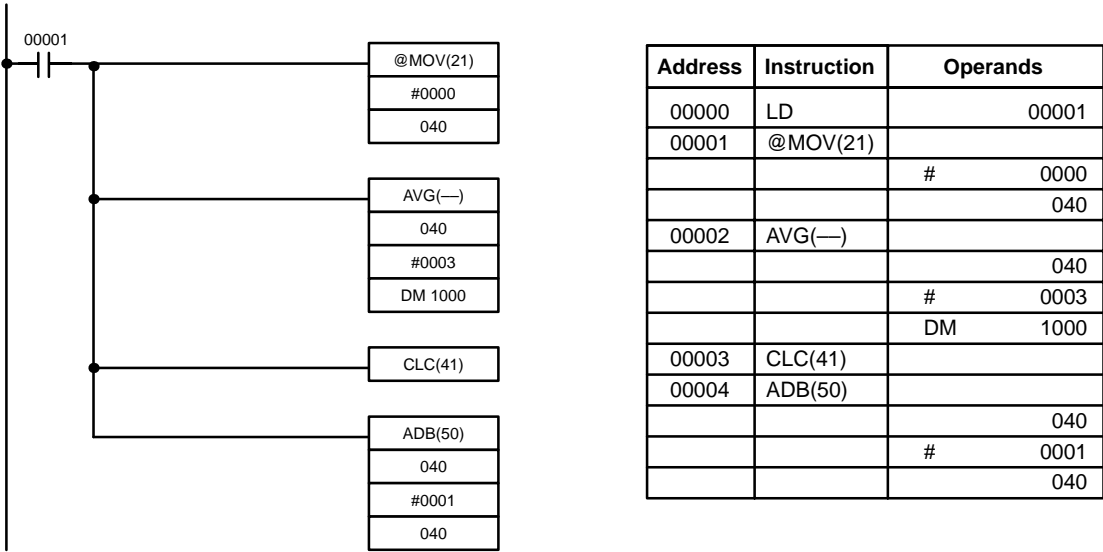 00001
@MOV(21)
#0000
040
AVG(––)
040
#0003
DM 1000
CLC(41)
ADB(50)
040
#0001
040
Address Instruction Operands
00000 LD 00001
00001 @MOV(21)
# 0000
040
00002 AVG(––)
040
# 0003
DM 1000
00003 CLC(41)
00004 ADB(50)
040
# 0001
040